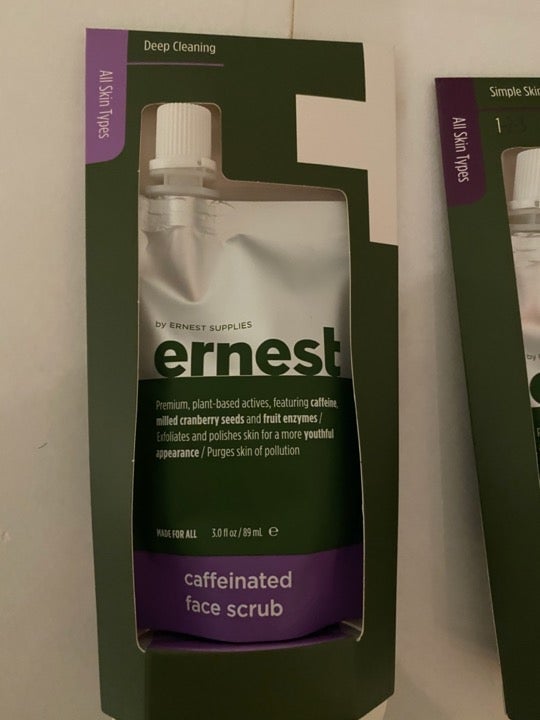 Deep Cleaning
All Skin Types
by ERNEST SUPPLIES
ernest
Premium, plant-based actives, featuring caffeine,
milled cranberry seeds and fruit enzymes /
Exfoliates and polishes skin for a more youthful
appearance / Purges skin of pollution
MADE FOR ALL 3.0 fl oz / 89 mL ℮
caffeinated
face scrub
Simple
All Skin Types
1